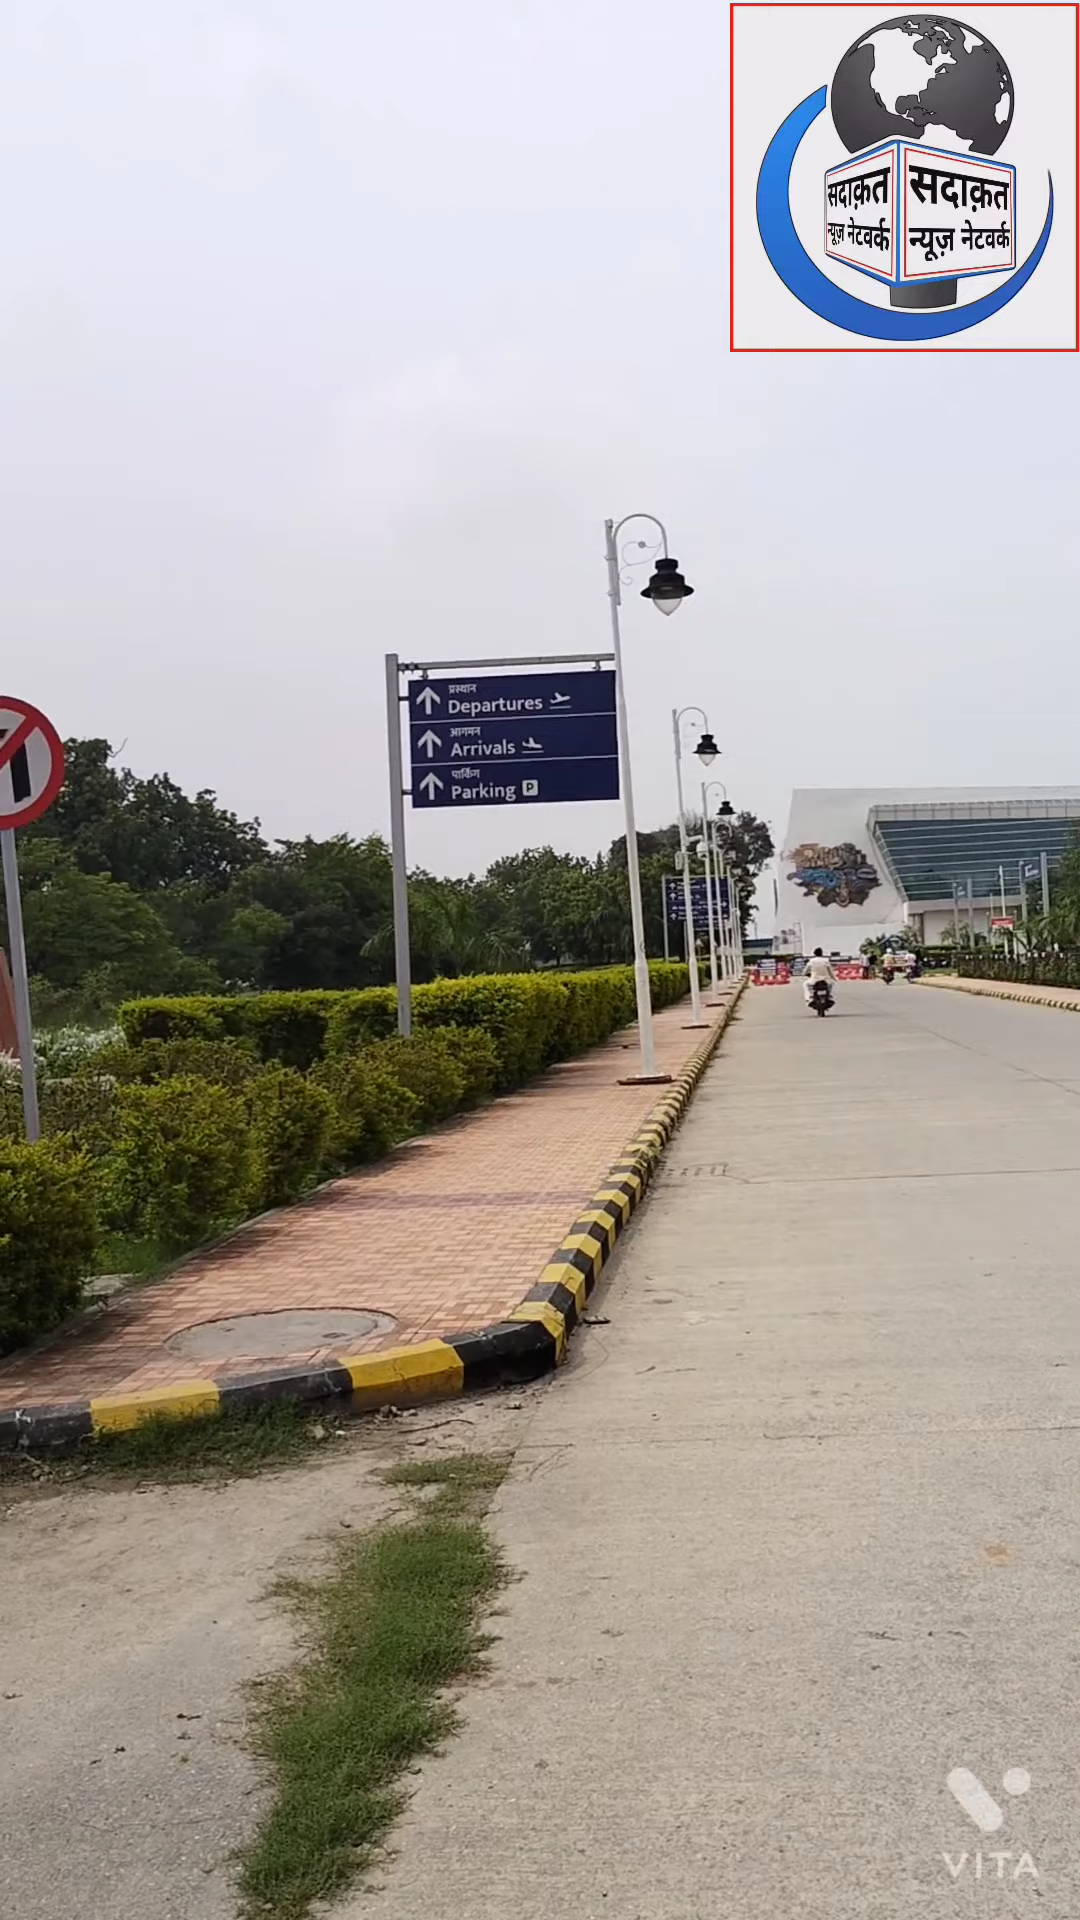 सदाक़त
न्यूज़ नेटवर्क
सदाक़त
न्यूज़ नेटवर्क
प्रस्थान
Departures
आगमन
Arrivals
पार्किंग
Parking P
VITA